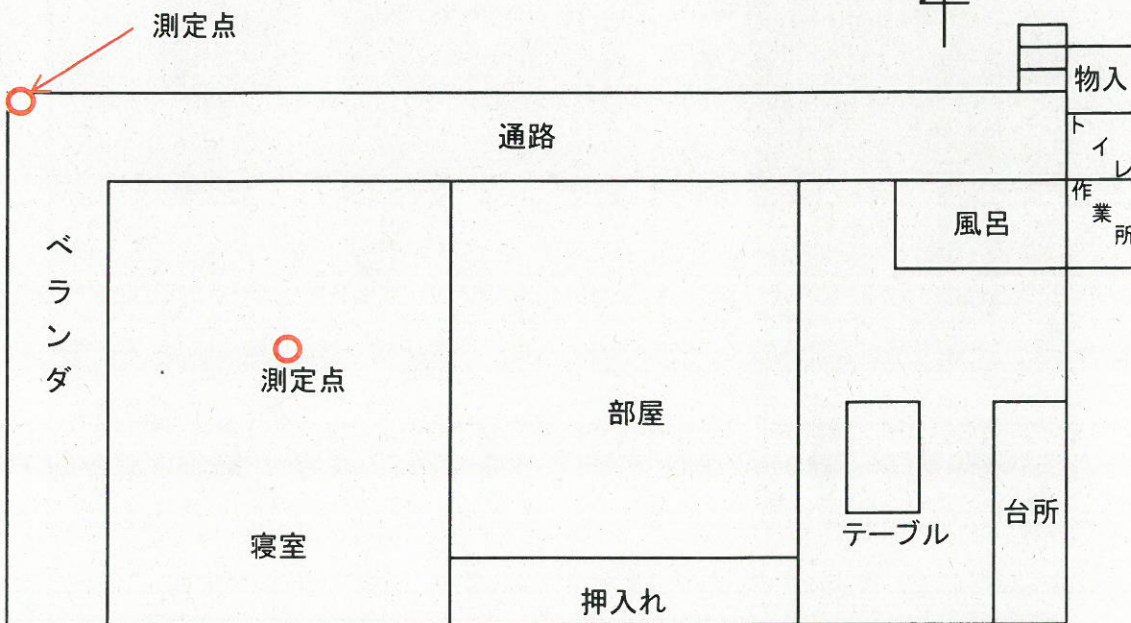 測定点
物入
通路
トイレ
作業所
風呂
ベランダ
測定点
部屋
台所
テーブル
寝室
押入れ